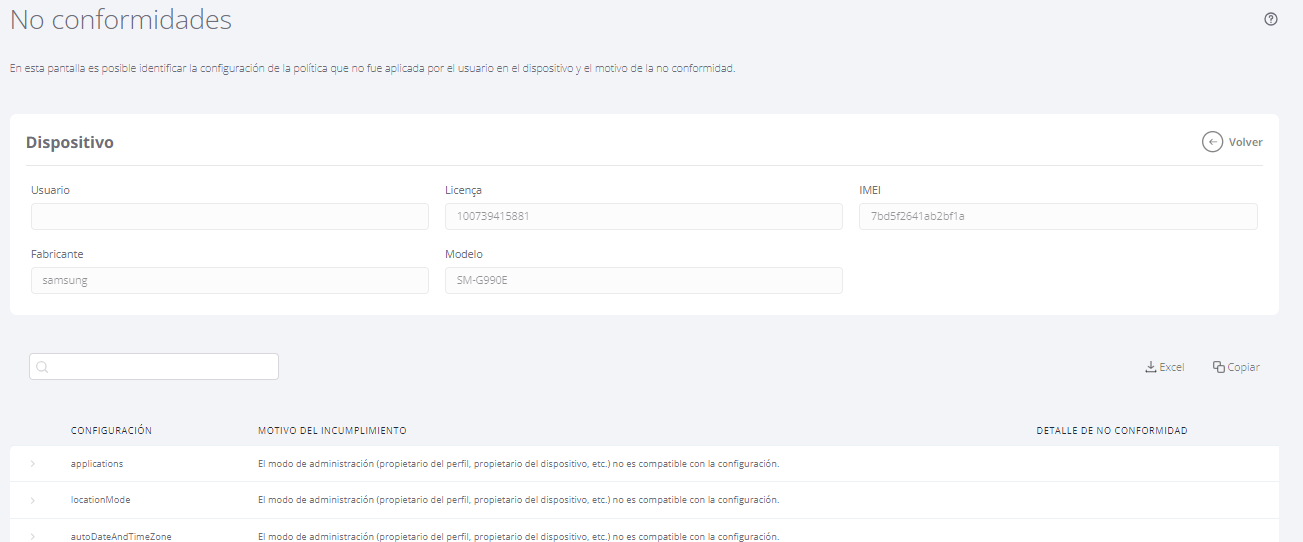 No conformidades
En esta pantalla es posible identificar la configuración de la política que no fue aplicada por el usuario en el dispositivo y el motivo de la no conformidad.
Dispositivo
Volver
Usuario
Licença
IMEI
100739415881
7bd5f2641ab2bf1a
Fabricante
Modelo
samsung
SM-G990E
Excel
Copiar
CONFIGURACIÓN
MOTIVO DEL INCUMPLIMIENTO
DETALLE DE NO CONFORMIDAD
applications
El modo de administración (propietario del perfil, propietario del dispositivo, etc.) no es compatible con la configuración.
locationMode
El modo de administración (propietario del perfil, propietario del dispositivo, etc.) no es compatible con la configuración.
autoDateAndTimeZone
El modo de administración (propietario del perfil, propietario del dispositivo, etc.) no es compatible con la configuración.